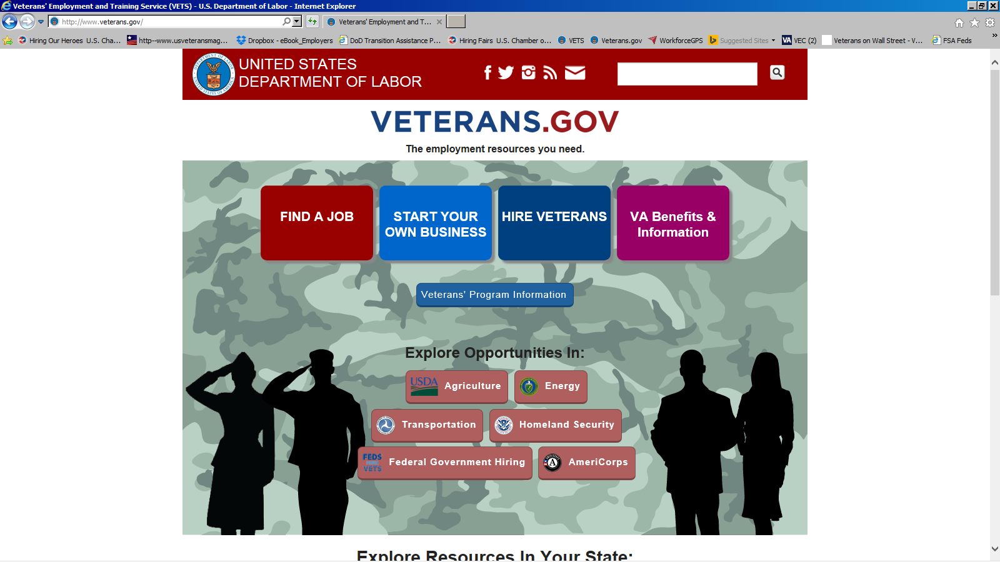 Veterans' Employment and Training Service (VETS) - U.S. Department of Labor - Internet Explorer
http://www.veterans.gov/
Veterans' Employment and T...
Hiring Our Heroes U.S. Cha...
http--www.usveteransmag...
Dropbox - eBook_Employers
DoD Transition Assistance P...
Hiring Fairs U.S. Chamber o...
VETS
Veterans.gov
WorkforceGPS
Suggested Sites
VA VEC (2)
Veterans on Wall Street - V...
FSA Feds
UNITED STATES
DEPARTMENT OF LABOR
VETERANS.GOV
The employment resources you need.
FIND A JOB
START YOUR
OWN BUSINESS
HIRE VETERANS
VA Benefits &
Information
Veterans' Program Information
Explore Opportunities In:
USDA Agriculture
Energy
Transportation
Homeland Security
FEDS
VETS
Federal Government Hiring
AmeriCorps
Explore Resources In Your State: